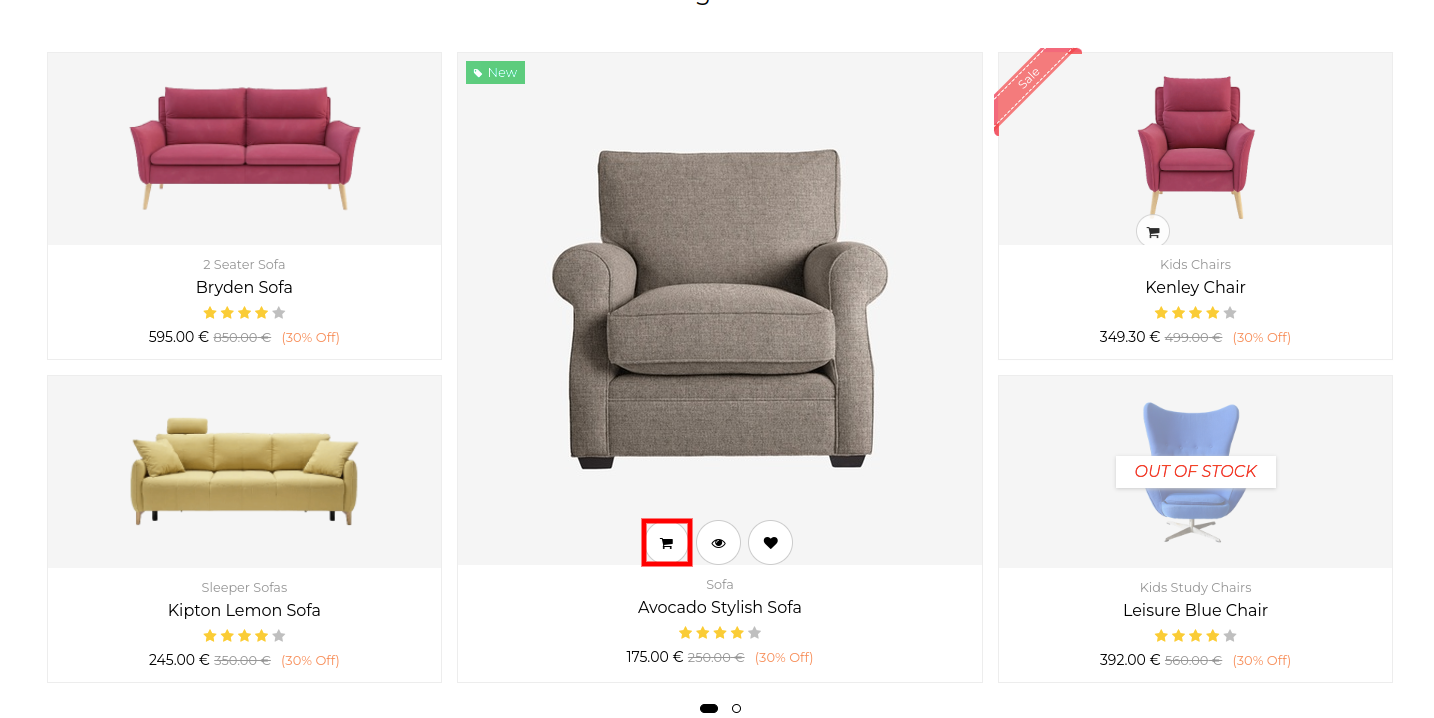 2 Seater Sofa
Bryden Sofa
595.00 € 850.00 € (30% Off)
Sleeper Sofas
Kipton Lemon Sofa
245.00 € 350.00 € (30% Off)
New
Sofa
Avocado Stylish Sofa
175.00 € 250.00 € (30% Off)
Sale
Kids Chairs
Kenley Chair
349.30 € 499.00 € (30% Off)
OUT OF STOCK
Kids Study Chairs
Leisure Blue Chair
392.00 € 560.00 € (30% Off)